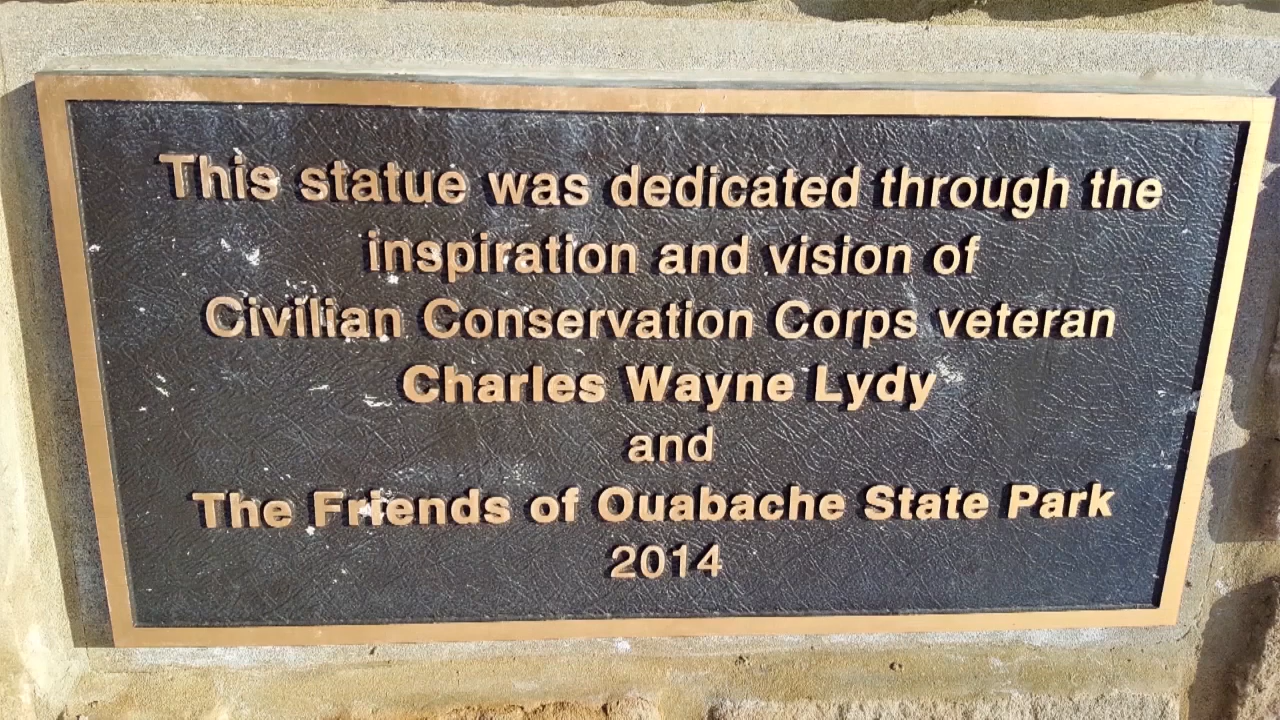 This statue was dedicated through the
inspiration and vision of
Civilian Conservation Corps veteran
Charles Wayne Lydy
and
The Friends of Ouabache State Park
2014